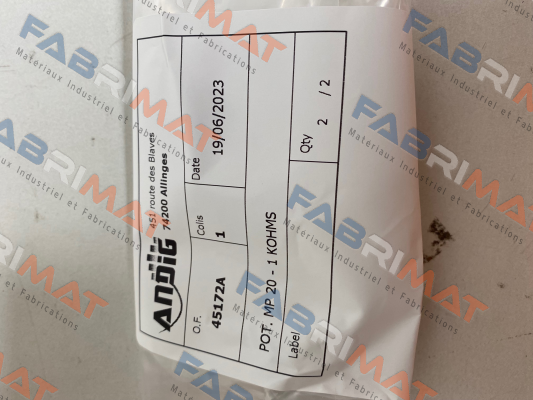 ANDIG
451 route des Blaves
74200 Allinges
O.F. Colis Date
45172A 1 19/06/2023
POT. MP 20 - 1 KOHMS
Label Qty
2 / 2
FABRIMAT
Materiaux Industriel et Fabrications